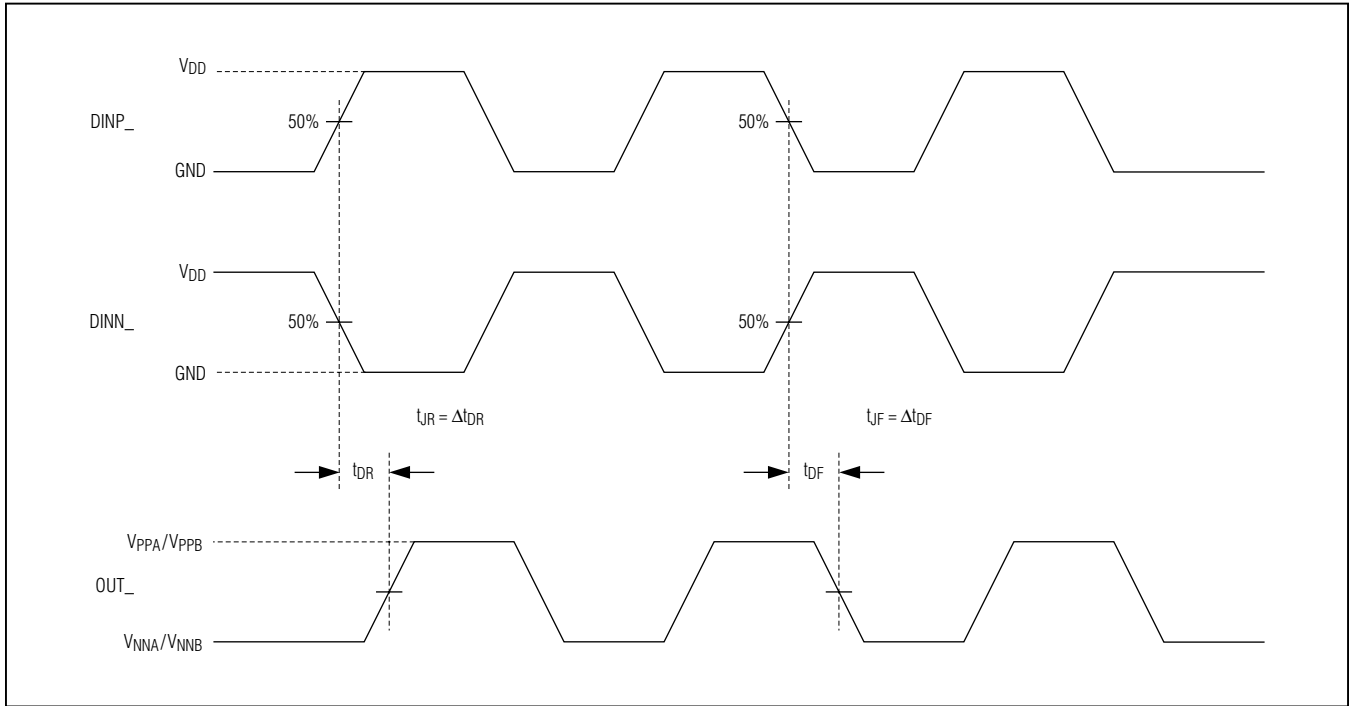 VDD
DINP_
50%
50%
GND
VDD
DINN_
50%
50%
GND
tJR = ΔtDR
tJF = ΔtDF
tDR
tDF
VPPA/VPPB
OUT_
VNNA/VNNB